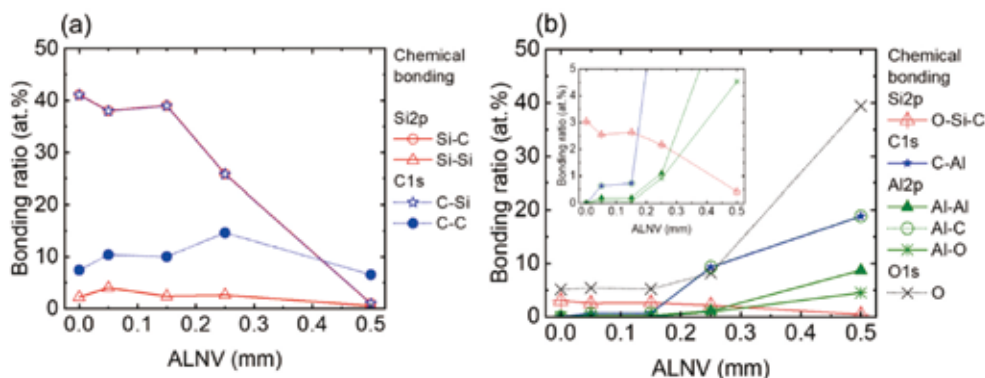 (a)
50
40
30
20
10
0
0.0 0.1 0.2 0.3 0.4 0.5
ALNV (mm)
Bonding ratio (at.%)
Chemical
bonding
Si2p
Si-C
Si-Si
C1s
C-Si
C-C
(b)
50
40
30
20
10
0
0.0 0.1 0.2 0.3 0.4 0.5
ALNV (mm)
Bonding ratio (at.%)
5
4
3
2
1
0
0.0 0.1 0.2 0.3 0.4 0.5
ALNV (mm)
Bonding ratio (at.%)
Chemical
bonding
Si2p
O-Si-C
C1s
C-Al
Al2p
Al-Al
Al-C
Al-O
O1s
O